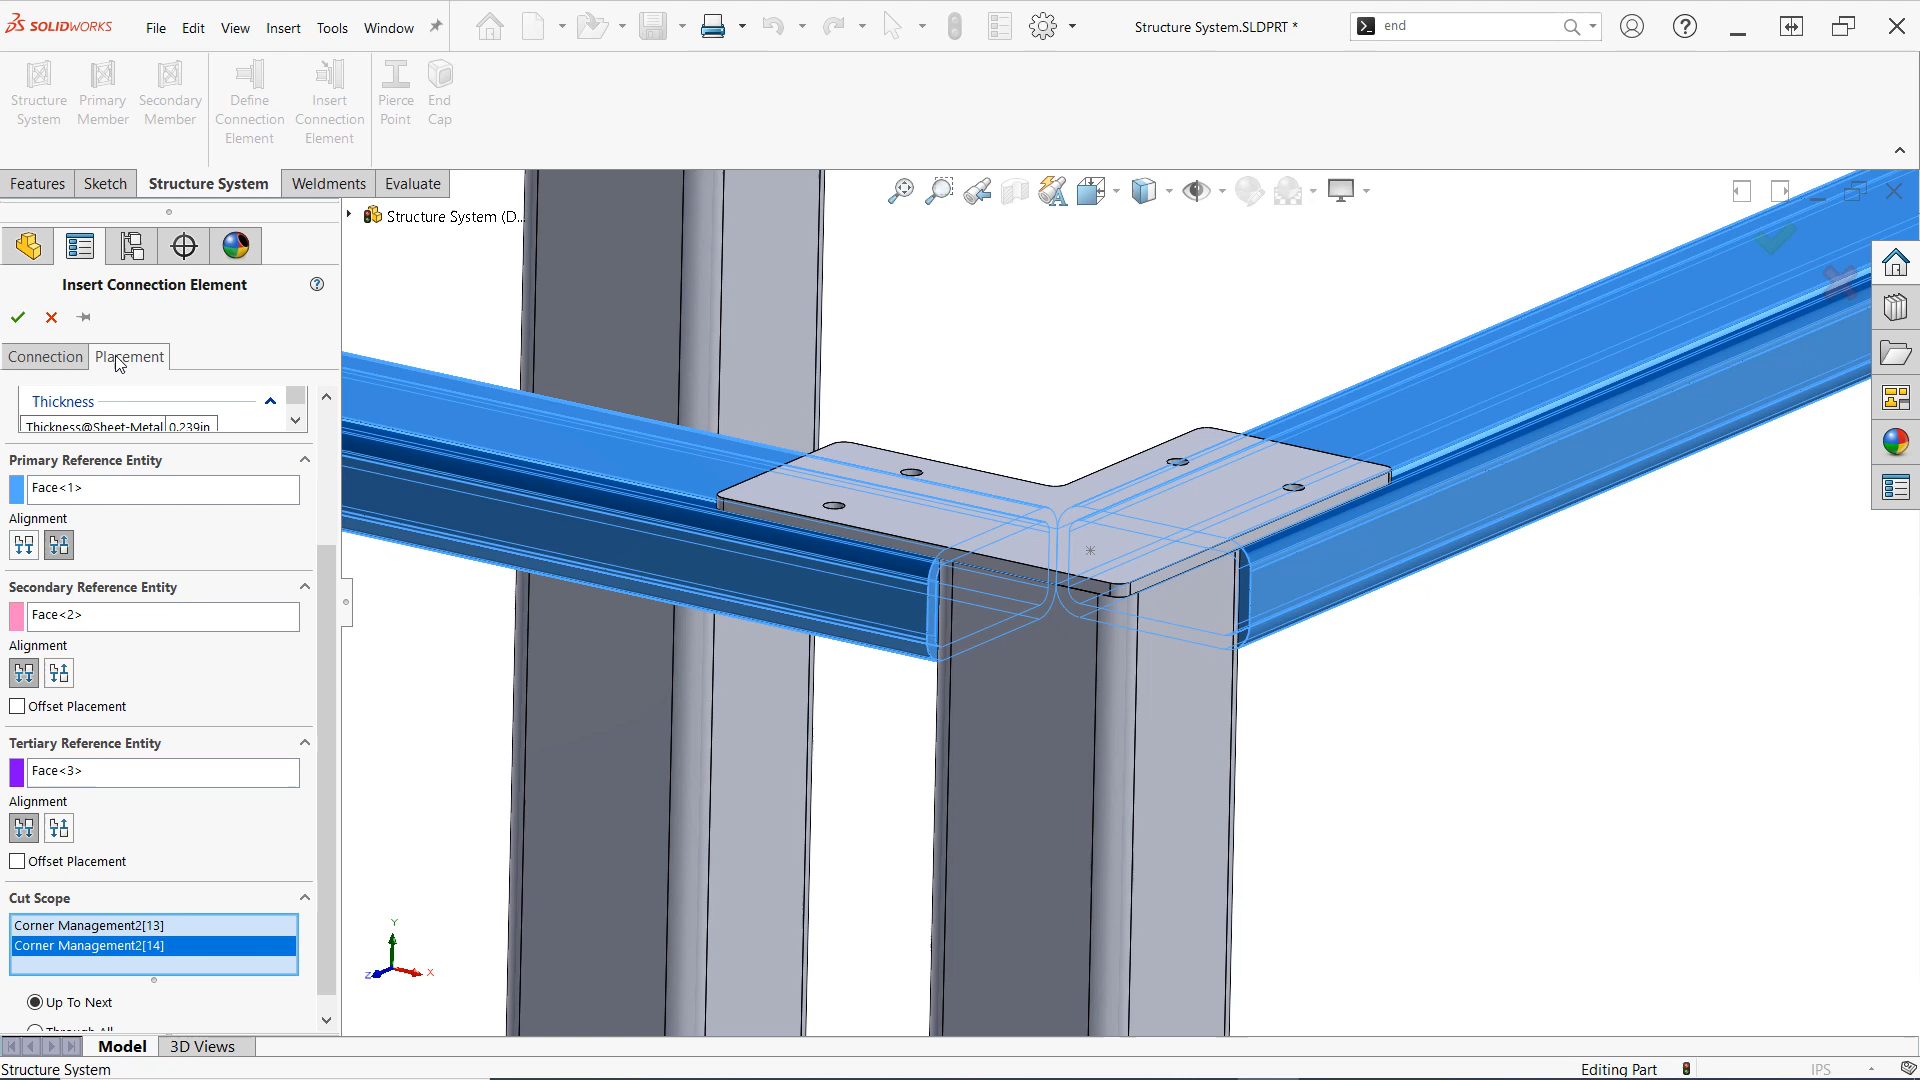 SOLIDWORKS
File Edit View Insert Tools Window
Structure System.SLDPRT *
end
Structure System
Primary Member
Secondary Member
Define Connection Element
Insert Connection Element
Pierce Point
End Cap
Features Sketch Structure System Weldments Evaluate
Structure System (D...
Insert Connection Element
Connection Placement
Thickness
Thickness@Sheet-Metal 0.239in
Primary Reference Entity
Face<1>
Alignment
Secondary Reference Entity
Face<2>
Alignment
Offset Placement
Tertiary Reference Entity
Face<3>
Alignment
Offset Placement
Cut Scope
Corner Management2[13]
Corner Management2[14]
Up To Next
Through All
Y
Z X
Model 3D Views
Structure System
Editing Part
IPS